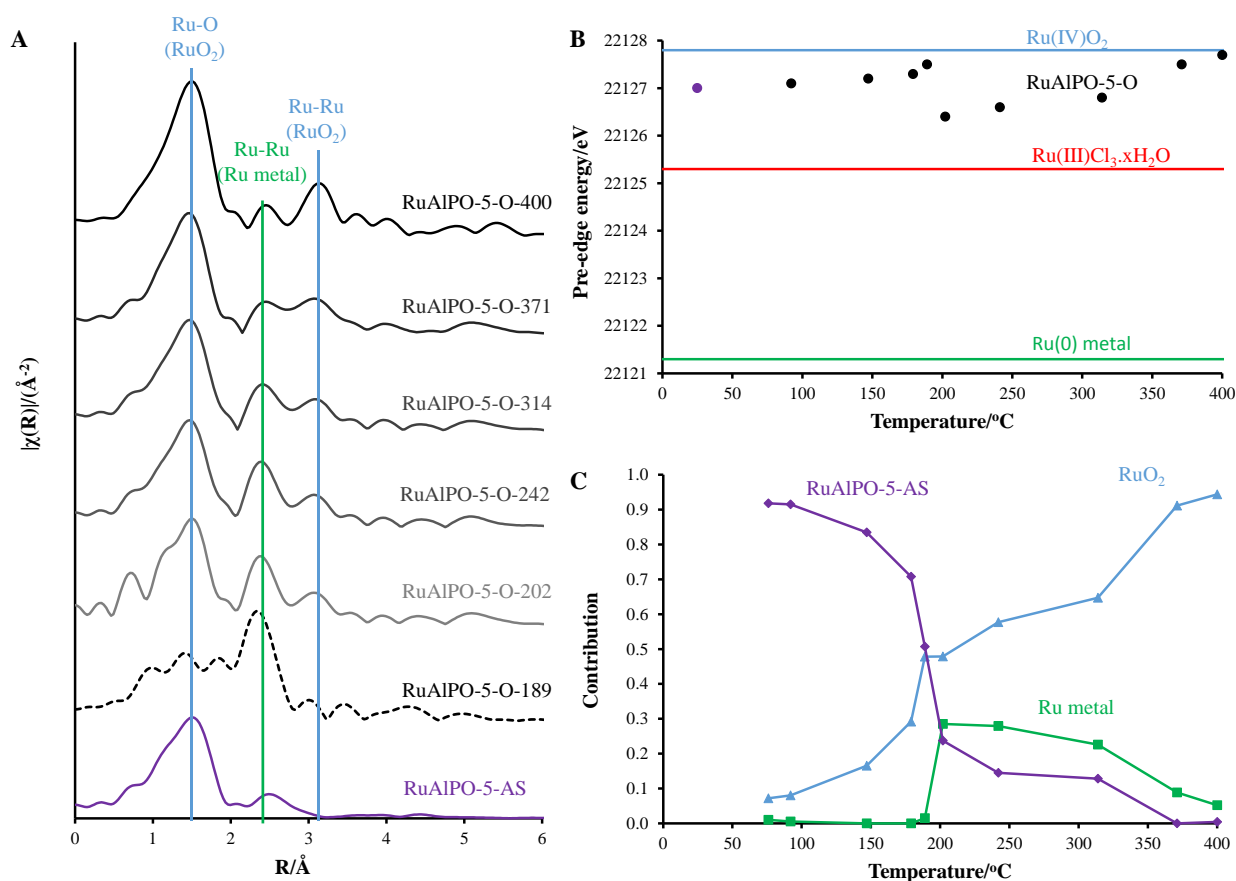 A
Ru-O
(RuO₂)
Ru-Ru
(RuO₂)
Ru-Ru
(Ru metal)
RuAlPO-5-O-400
RuAlPO-5-O-371
RuAlPO-5-O-314
RuAlPO-5-O-242
RuAlPO-5-O-202
RuAlPO-5-O-189
RuAlPO-5-AS
|χ(R)|/(Å⁻²)
0 1 2 3 4 5 6
R/Å
B
22128
22127
22126
22125
22124
22123
22122
22121
Pre-edge energy/eV
Ru(IV)O₂
RuAlPO-5-O
Ru(III)Cl₃.xH₂O
Ru(0) metal
0 50 100 150 200 250 300 350 400
Temperature/°C
C
1.0
0.9
0.8
0.7
0.6
0.5
0.4
0.3
0.2
0.1
0.0
Contribution
RuAlPO-5-AS
RuO₂
Ru metal
0 50 100 150 200 250 300 350 400
Temperature/°C